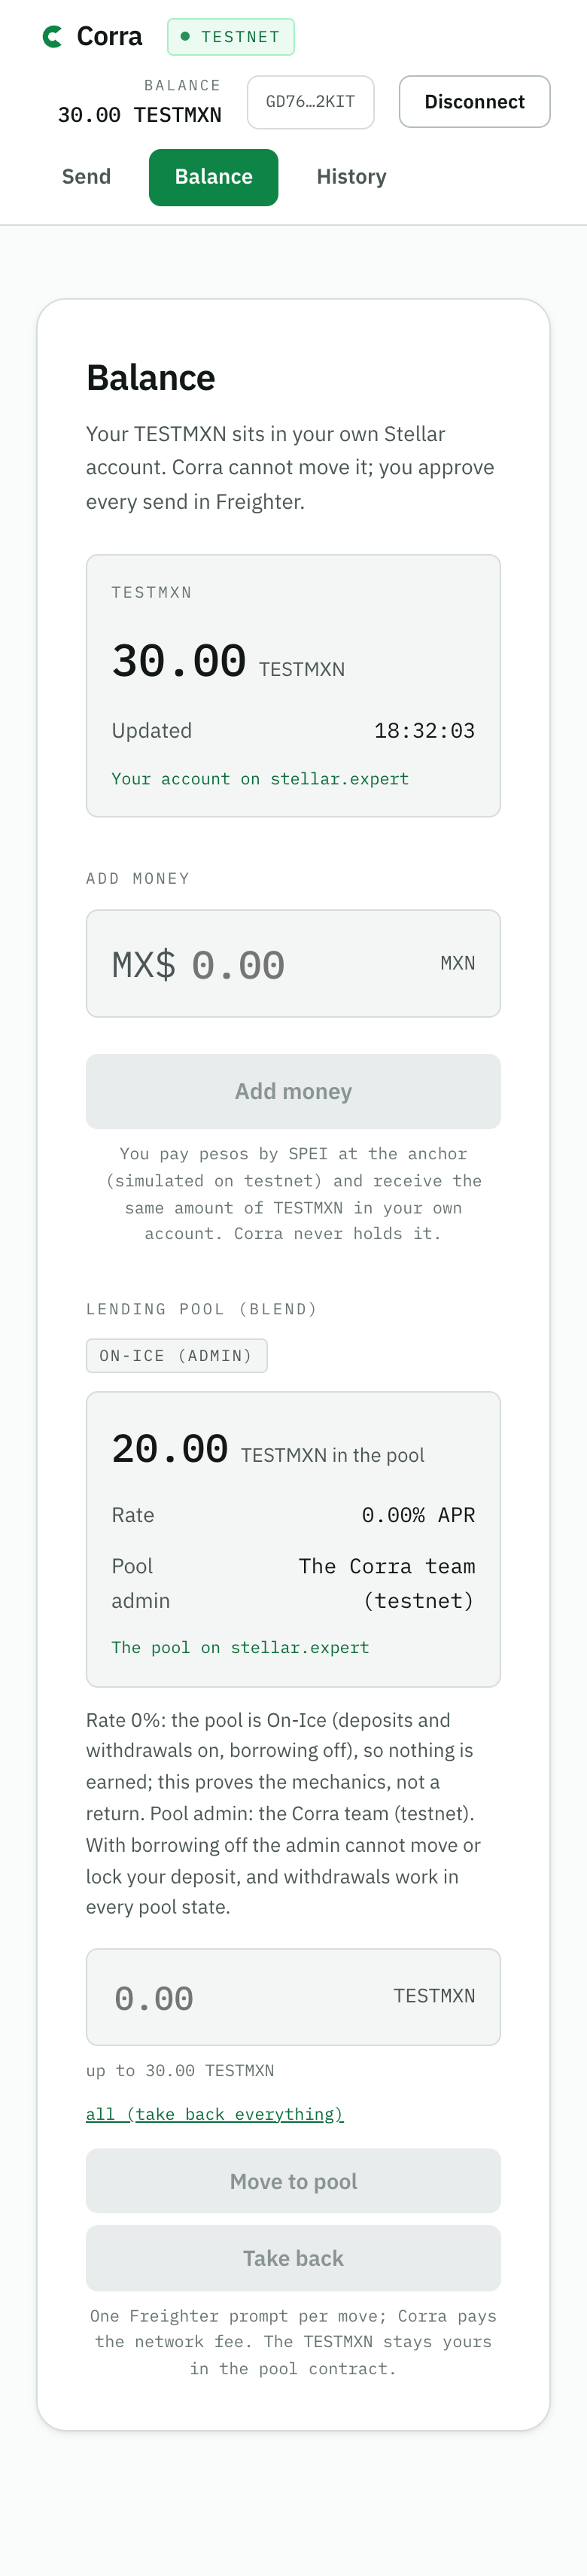 Corra
TESTNET
BALANCE
30.00 TESTMXN
GD76…2KIT
Disconnect
Send
Balance
History
Balance
Your TESTMXN sits in your own Stellar
account. Corra cannot move it; you approve
every send in Freighter.
TESTMXN
30.00 TESTMXN
Updated 18:32:03
Your account on stellar.expert
ADD MONEY
MX$ 0.00 MXN
Add money
You pay pesos by SPEI at the anchor
(simulated on testnet) and receive the
same amount of TESTMXN in your own
account. Corra never holds it.
LENDING POOL (BLEND)
ON-ICE (ADMIN)
20.00 TESTMXN in the pool
Rate 0.00% APR
Pool The Corra team
admin (testnet)
The pool on stellar.expert
Rate 0%: the pool is On-Ice (deposits and
withdrawals on, borrowing off), so nothing is
earned; this proves the mechanics, not a
return. Pool admin: the Corra team (testnet).
With borrowing off the admin cannot move or
lock your deposit, and withdrawals work in
every pool state.
0.00 TESTMXN
up to 30.00 TESTMXN
all (take back everything)
Move to pool
Take back
One Freighter prompt per move; Corra pays
the network fee. The TESTMXN stays yours
in the pool contract.